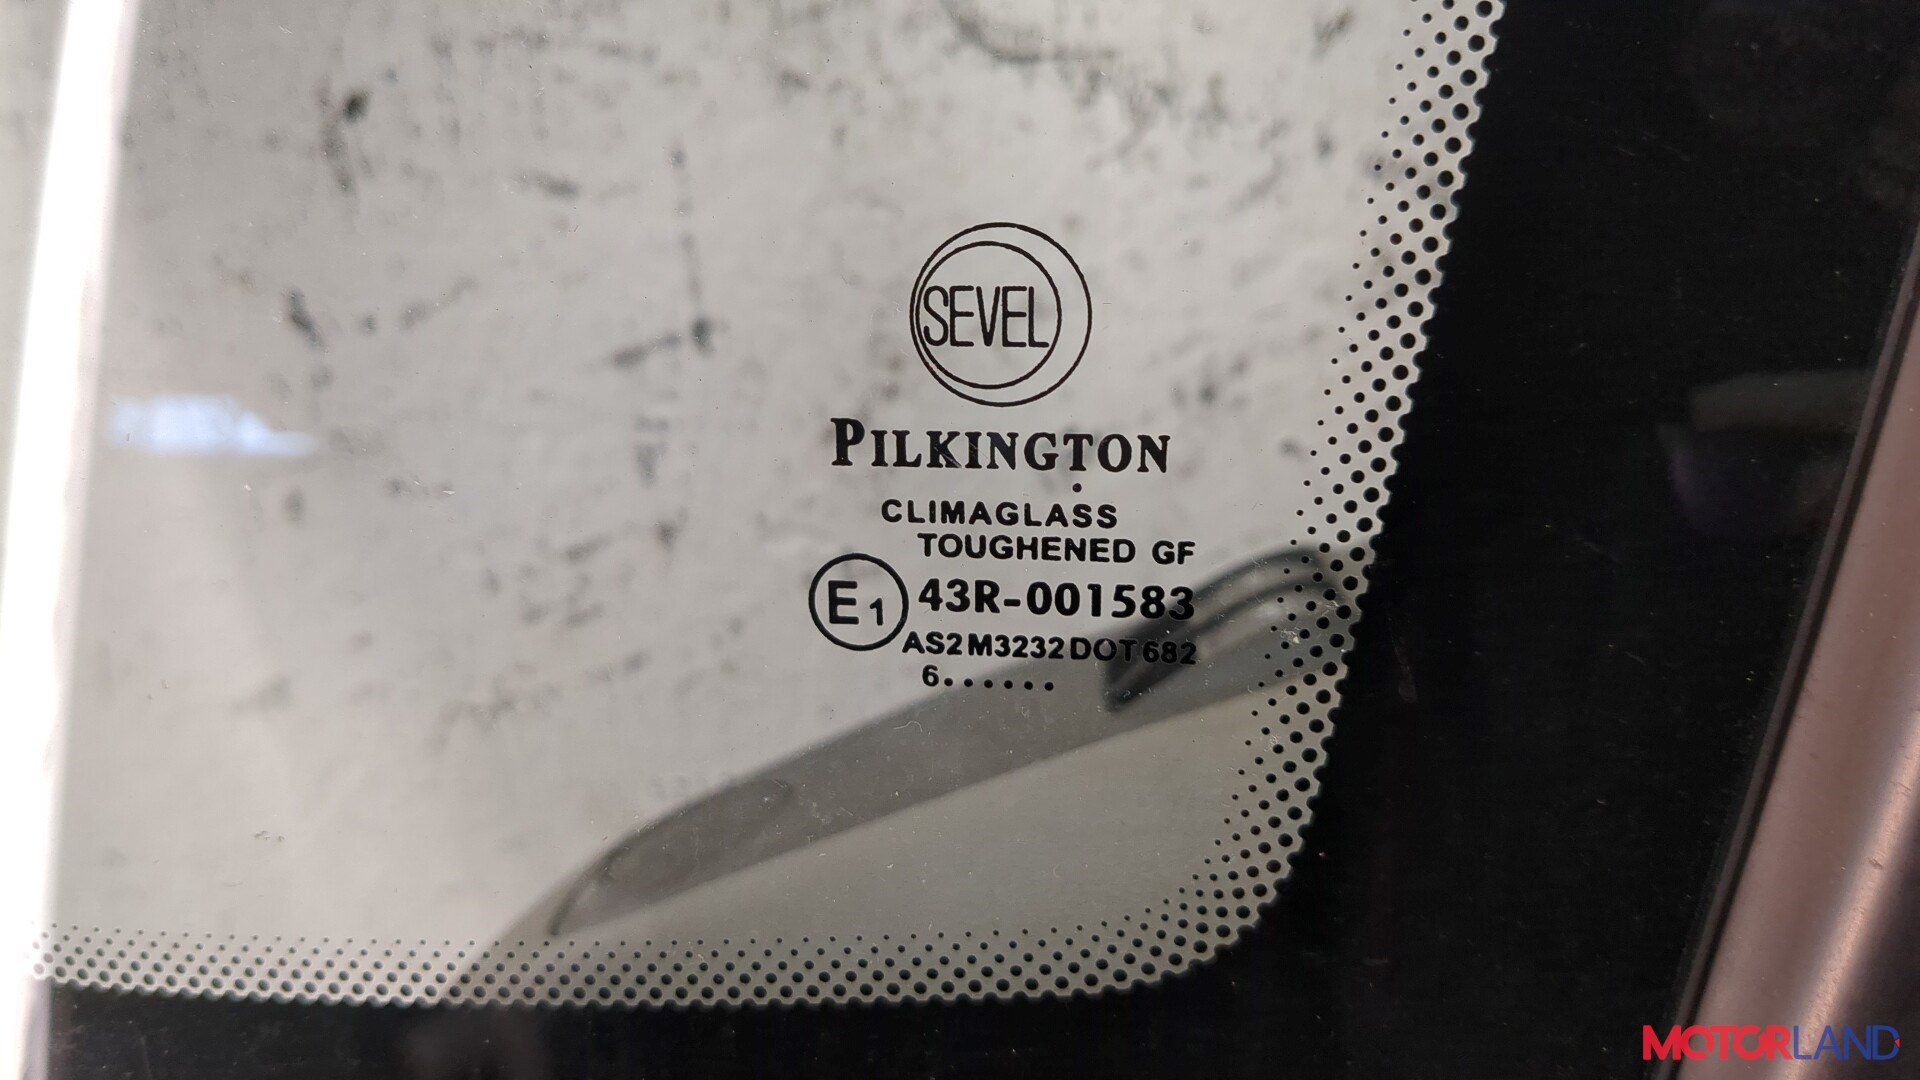 SEVEL
PILKINGTON
CLIMAGLASS
TOUGHENED GF
E1 43R-001583
AS2 M3232 DOT 682
6......
MOTORLAND